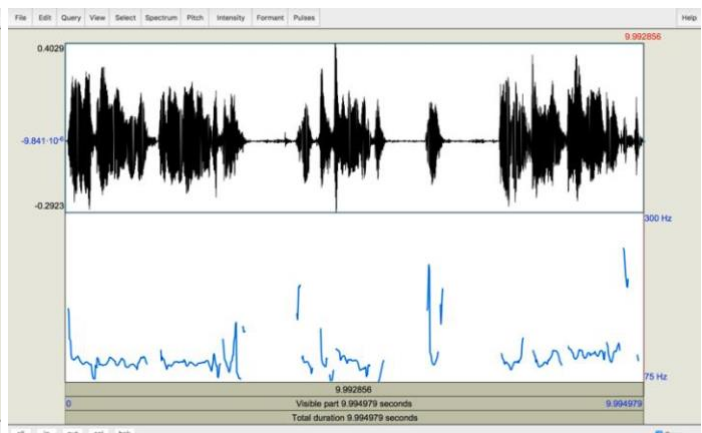 File Edit Query View Select Spectrum Pitch Intensity Formant Pulses Help
9.992856
0.4029
-9.841·10⁻⁶
-0.2923
300 Hz
75 Hz
9.992856
0 Visible part 9.994979 seconds 9.994979
Total duration 9.994979 seconds